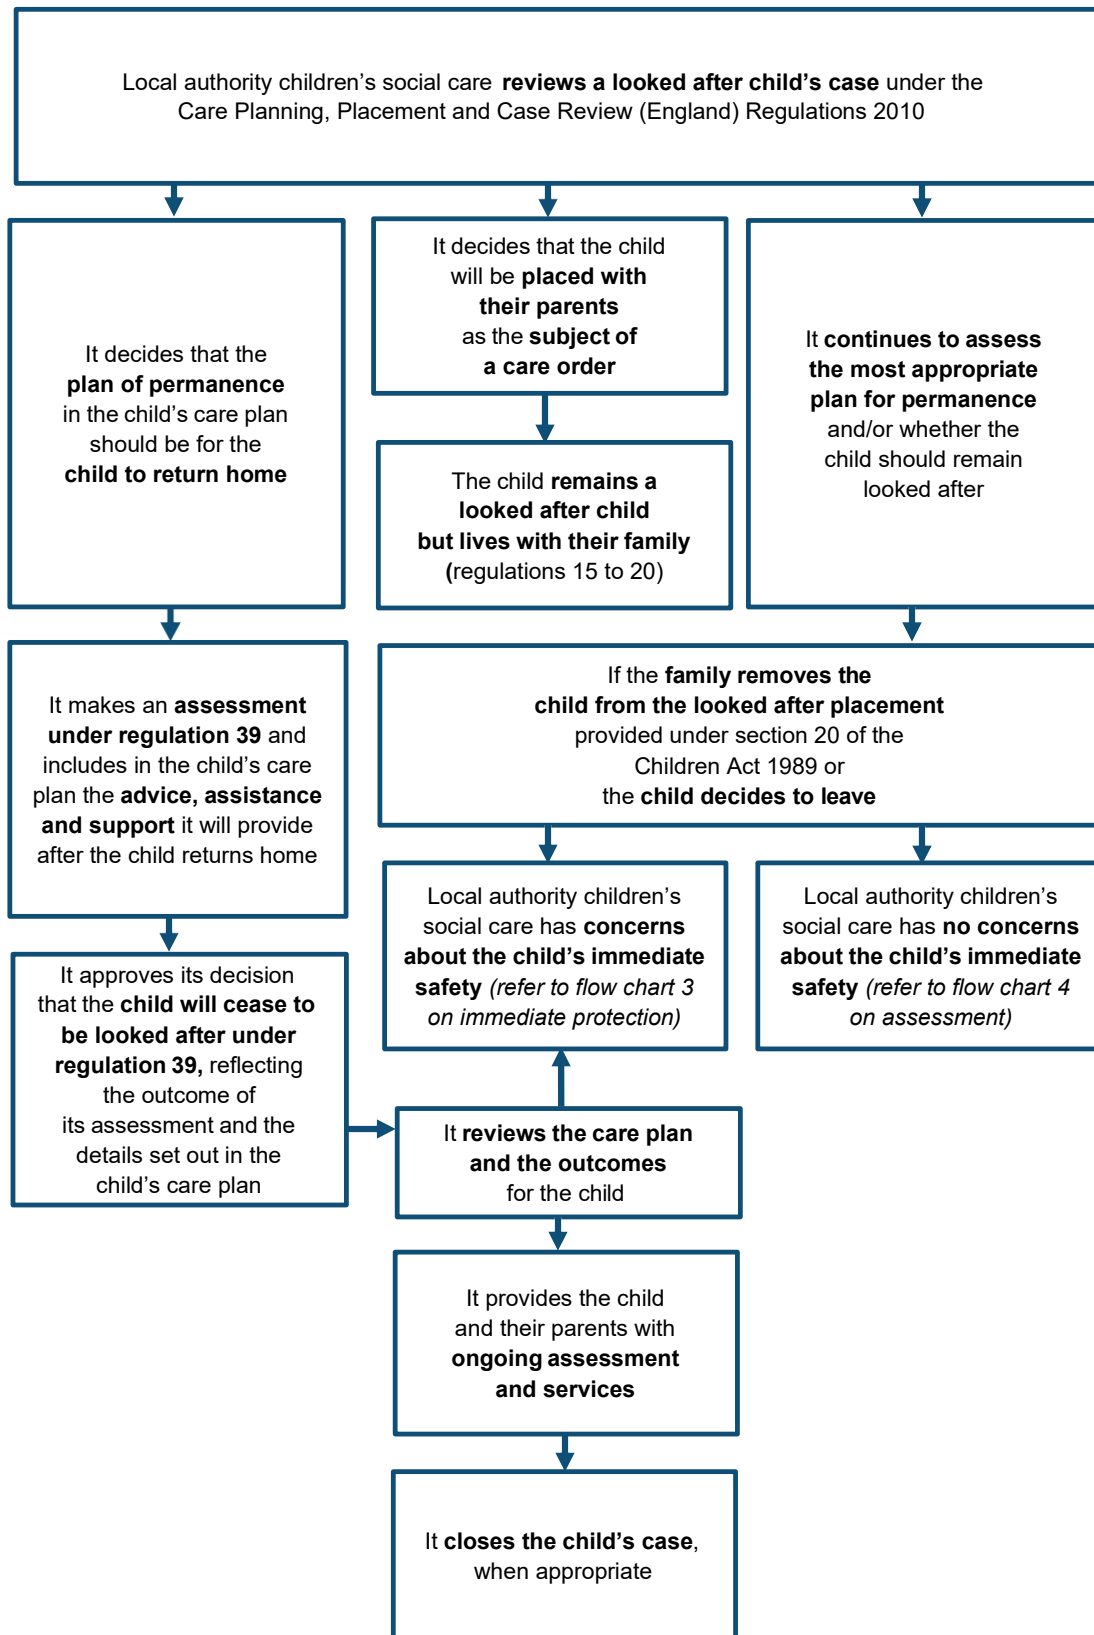 Local authority children’s social care reviews a looked after child’s case under the
Care Planning, Placement and Case Review (England) Regulations 2010
It decides that the
plan of permanence
in the child’s care plan
should be for the
child to return home
It decides that the child
will be placed with
their parents
as the subject of
a care order
The child remains a
looked after child
but lives with their family
(regulations 15 to 20)
It continues to assess
the most appropriate
plan for permanence
and/or whether the
child should remain
looked after
It makes an assessment
under regulation 39 and
includes in the child’s care
plan the advice, assistance
and support it will provide
after the child returns home
If the family removes the
child from the looked after placement
provided under section 20 of the
Children Act 1989 or
the child decides to leave
Local authority children’s
social care has concerns
about the child’s immediate
safety (refer to flow chart 3
on immediate protection)
Local authority children’s
social care has no concerns
about the child’s immediate
safety (refer to flow chart 4
on assessment)
It approves its decision
that the child will cease to
be looked after under
regulation 39, reflecting
the outcome of
its assessment and the
details set out in the
child’s care plan
It reviews the care plan
and the outcomes
for the child
It provides the child
and their parents with
ongoing assessment
and services
It closes the child’s case,
when appropriate